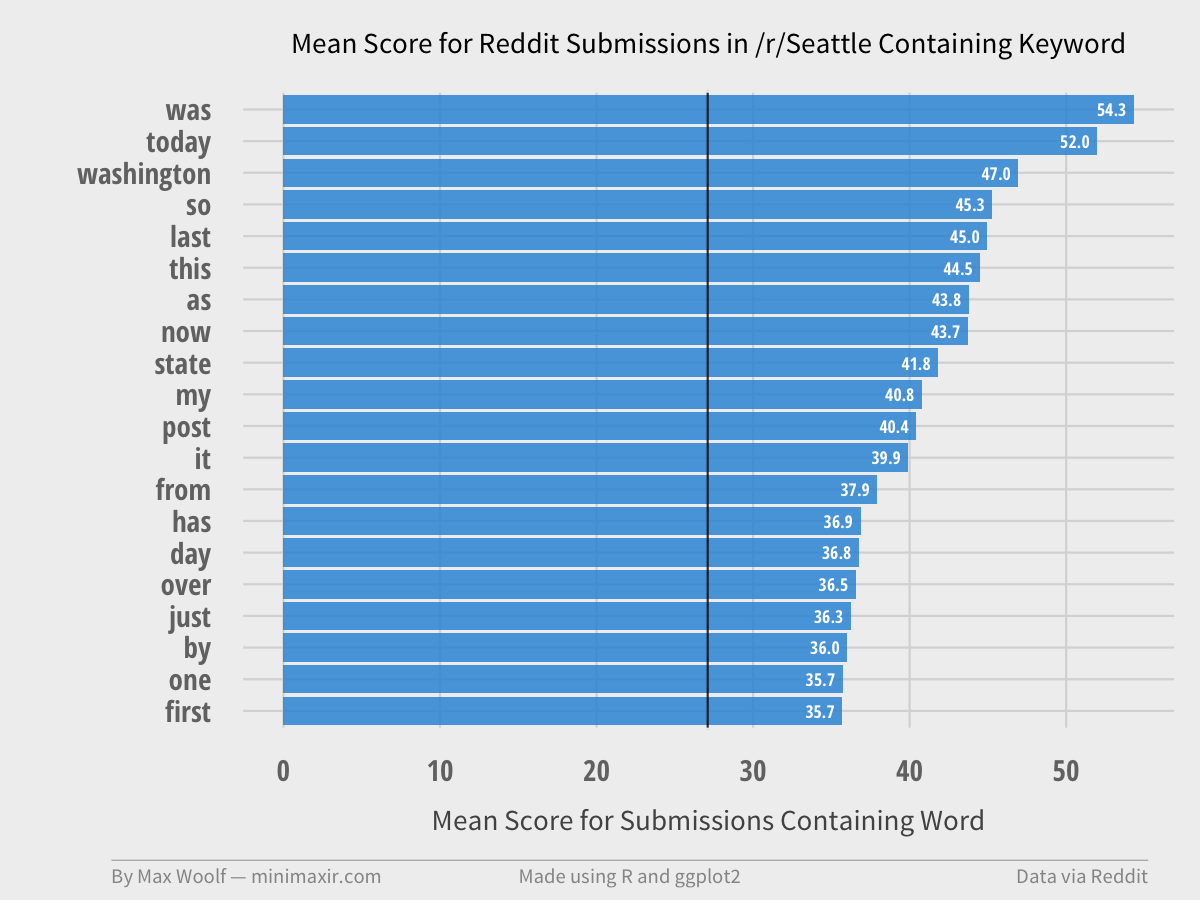 Mean Score for Reddit Submissions in /r/Seattle Containing Keyword
was 54.3
today 52.0
washington 47.0
so 45.3
last 45.0
this 44.5
as 43.8
now 43.7
state 41.8
my 40.8
post 40.4
it 39.9
from 37.9
has 36.9
day 36.8
over 36.5
just 36.3
by 36.0
one 35.7
first 35.7
0 10 20 30 40 50
Mean Score for Submissions Containing Word
By Max Woolf — minimaxir.com Made using R and ggplot2 Data via Reddit